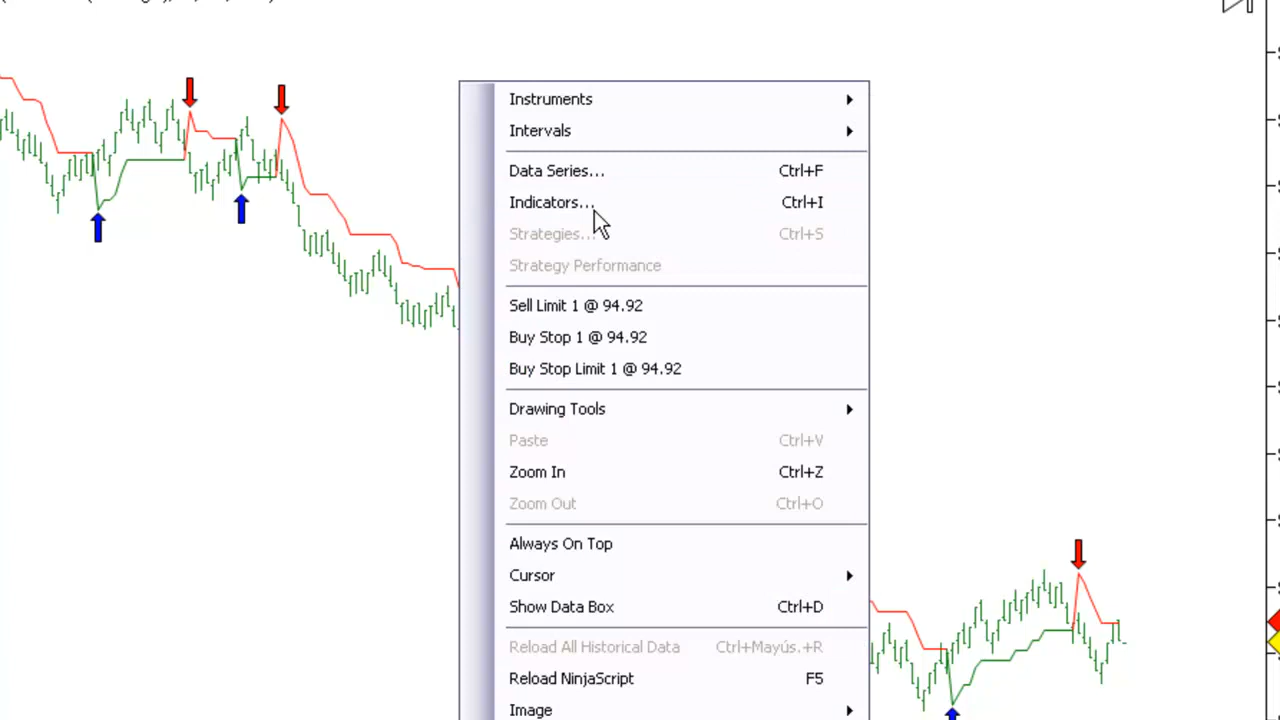 Instruments
Intervals
Data Series... Ctrl+F
Indicators... Ctrl+I
Strategies... Ctrl+S
Strategy Performance
Sell Limit 1 @ 94.92
Buy Stop 1 @ 94.92
Buy Stop Limit 1 @ 94.92
Drawing Tools
Paste Ctrl+V
Zoom In Ctrl+Z
Zoom Out Ctrl+O
Always On Top
Cursor
Show Data Box Ctrl+D
Reload All Historical Data Ctrl+Mayús.+R
Reload NinjaScript F5
Image